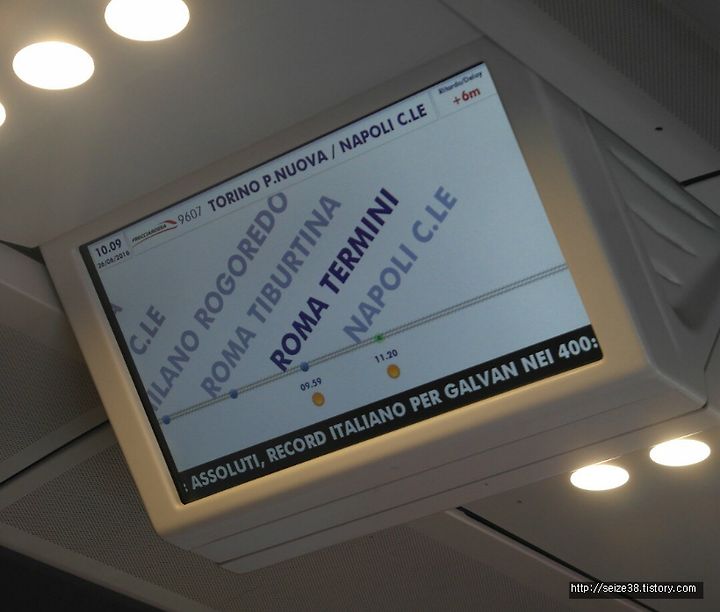 10.09
26/06/2016
FRECCIAROSSA
9607
TORINO P.NUOVA / NAPOLI C.LE
Ritardo/Delay
+6m
C.LE
MILANO ROGOREDO
ROMA TIBURTINA
ROMA TERMINI
NAPOLI C.LE
09.59
11.20
: ASSOLUTI, RECORD ITALIANO PER GALVAN NEI 400:
http://seize38.tistory.com